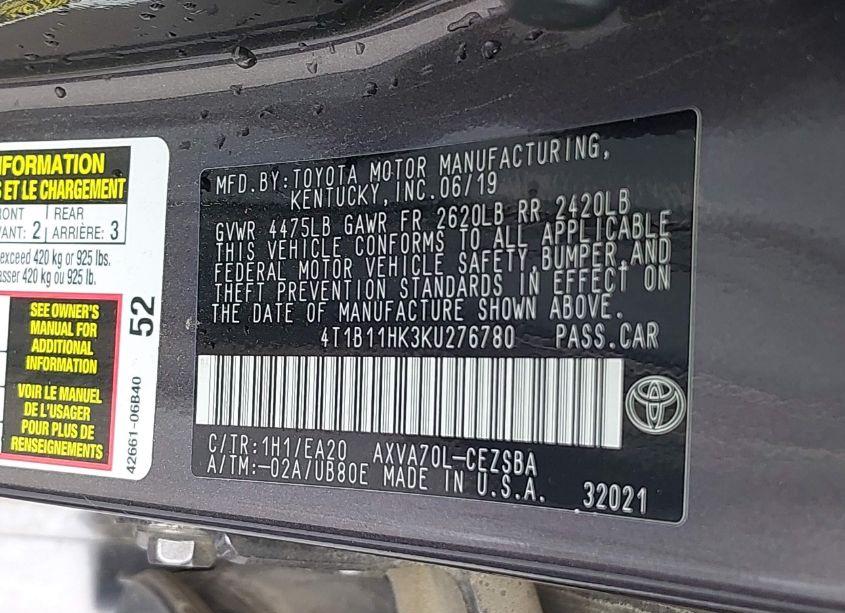 INFORMATION
S ET LE CHARGEMENT
RONT REAR
VANT: 2 ARRIÈRE: 3
exceed 420 kg or 925 lbs.
asser 420 kg ou 925 lb.
SEE OWNER'S
MANUAL FOR
ADDITIONAL
INFORMATION
VOIR LE MANUEL
DE L'USAGER
POUR PLUS DE
RENSEIGNEMENTS
52
42661-06B40
MFD.BY:TOYOTA MOTOR MANUFACTURING,
KENTUCKY,INC.06/19
GVWR 4475LB GAWR FR 2620LB RR 2420LB
THIS VEHICLE CONFORMS TO ALL APPLICABLE
FEDERAL MOTOR VEHICLE SAFETY,BUMPER,AND
THEFT PREVENTION STANDARDS IN EFFECT ON
THE DATE OF MANUFACTURE SHOWN ABOVE.
4T1B11HK3KU276780 PASS.CAR
C/TR:1H1/EA20 AXVA70L-CEZSBA
A/TM:-02A/UB80E MADE IN U.S.A. 32021